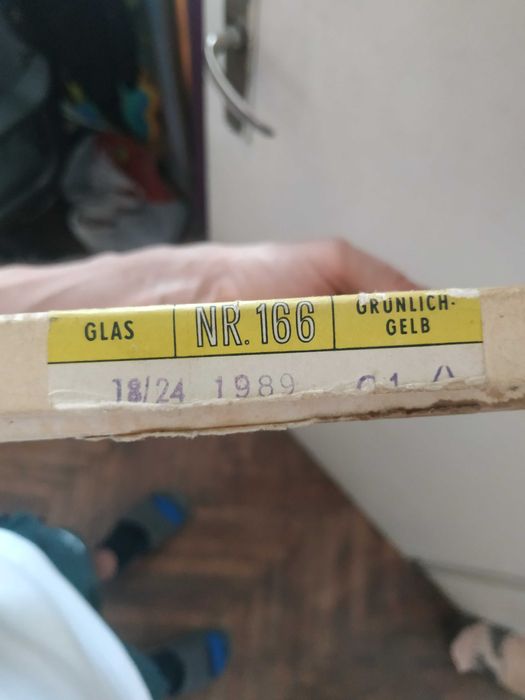 GLAS NR. 166 GRÜNLICH-
GELB
18/24 1989